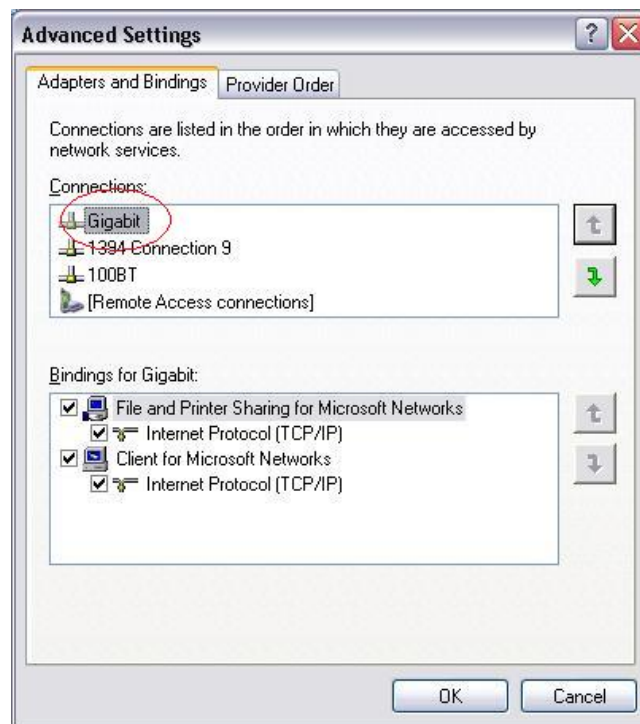 Advanced Settings
Adapters and Bindings
Provider Order
Connections are listed in the order in which they are accessed by
network services.
Connections:
Gigabit
1394 Connection 9
100BT
[Remote Access connections]
Bindings for Gigabit:
File and Printer Sharing for Microsoft Networks
Internet Protocol (TCP/IP)
Client for Microsoft Networks
Internet Protocol (TCP/IP)
OK
Cancel